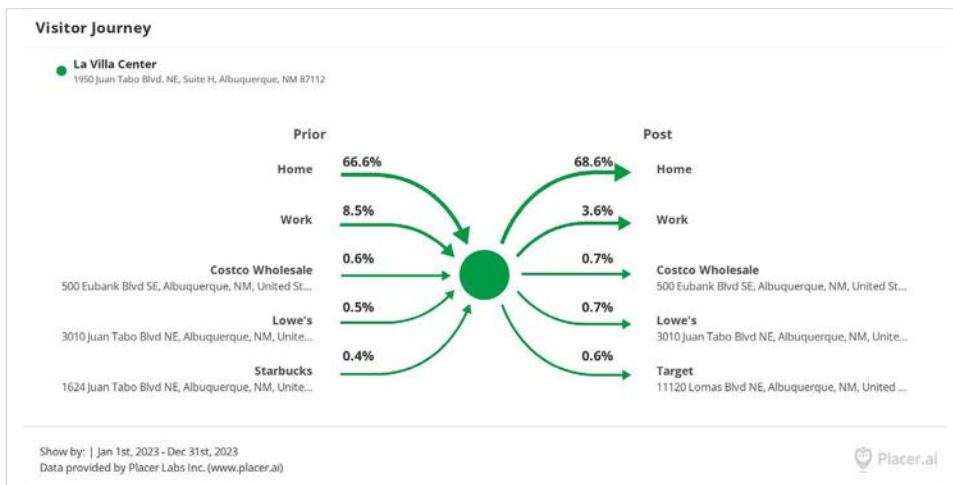 Visitor Journey
La Villa Center
1950 Juan Tabo Blvd. NE, Suite H, Albuquerque, NM 87112
Prior
Post
Home
66.6%
68.6%
Home
Work
8.5%
3.6%
Work
Costco Wholesale
500 Eubank Blvd SE, Albuquerque, NM, United St...
0.6%
0.7%
Costco Wholesale
500 Eubank Blvd SE, Albuquerque, NM, United St...
Lowe's
3010 Juan Tabo Blvd NE, Albuquerque, NM, Unite...
0.5%
0.7%
Lowe's
3010 Juan Tabo Blvd NE, Albuquerque, NM, Unite...
Starbucks
1624 Juan Tabo Blvd NE, Albuquerque, NM, Unite...
0.4%
0.6%
Target
11120 Lomas Blvd NE, Albuquerque, NM, United ...
Show by: | Jan 1st, 2023 - Dec 31st, 2023
Data provided by Placer Labs Inc. (www.placer.ai)
Placer.ai